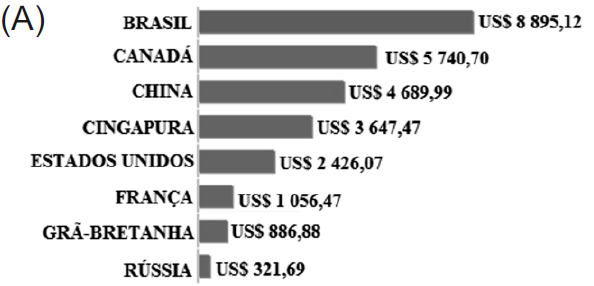 (A)
BRASIL US$ 8 895,12
CANADÁ US$ 5 740,70
CHINA US$ 4 689,99
CINGAPURA US$ 3 647,47
ESTADOS UNIDOS US$ 2 426,07
FRANÇA US$ 1 056,47
GRÃ-BRETANHA US$ 886,88
RÚSSIA US$ 321,69